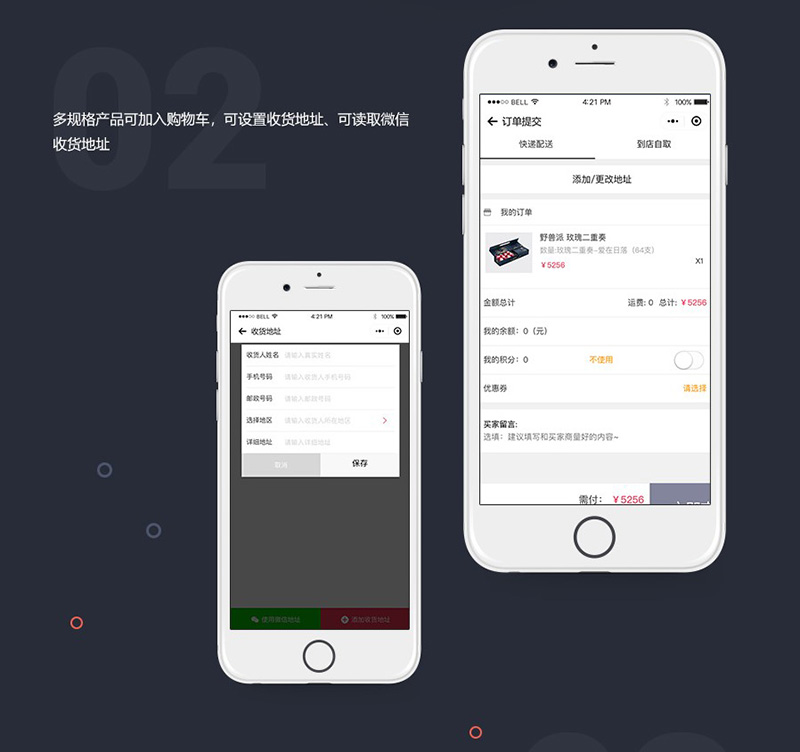 02
多规格产品可加入购物车，可设置收货地址、可读取微信
收货地址
BELL 4:21 PM 100%
订单提交
快递配送 到店自取
添加/更改地址
我的订单
野兽派 玫瑰二重奏
数量:玫瑰二重奏-爱在日落（64支）
￥5256
X1
金额总计 运费: 0 总计: ￥5256
我的余额：0（元）
我的积分：0 不使用
优惠券 请选择
买家留言:
选填：建议填写和买家商量好的内容~
需付： ￥5256
BELL 4:21 PM 100%
收货地址
收货人姓名 请输入真实姓名
手机号码 请输入收货人手机号码
邮政号码 请输入邮政号码
选择地区 请输入收货人所在地区
详细地址 请输入详细地址
取消 保存
使用微信地址 添加收货地址